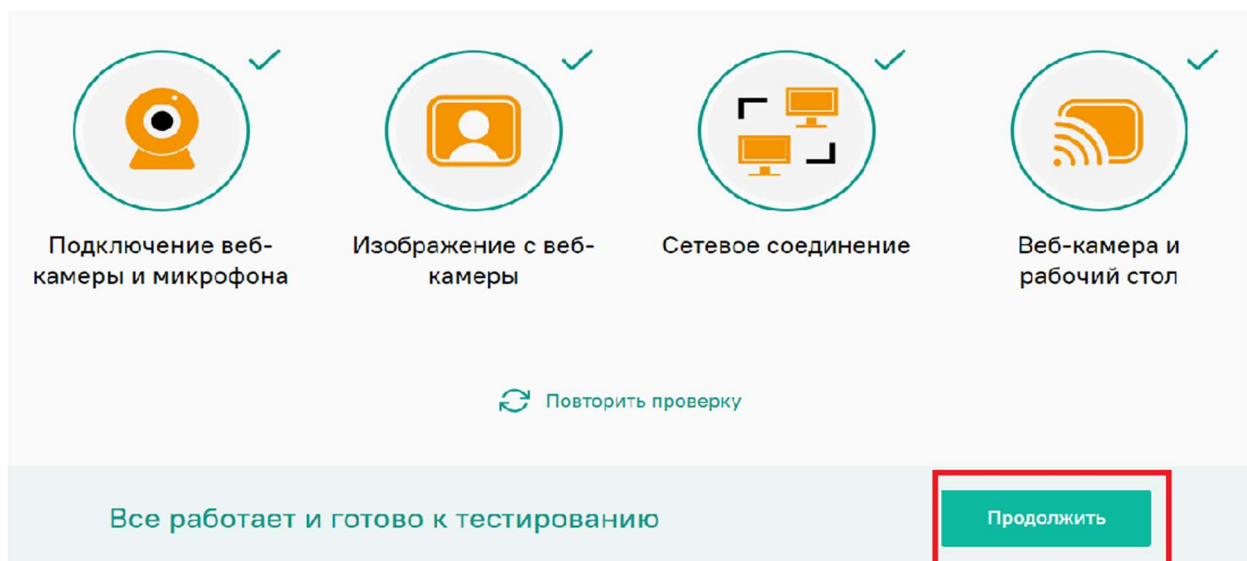 Подключение веб-
камеры и микрофона
Изображение с веб-
камеры
Сетевое соединение
Веб-камера и
рабочий стол
Повторить проверку
Все работает и готово к тестированию
Продолжить